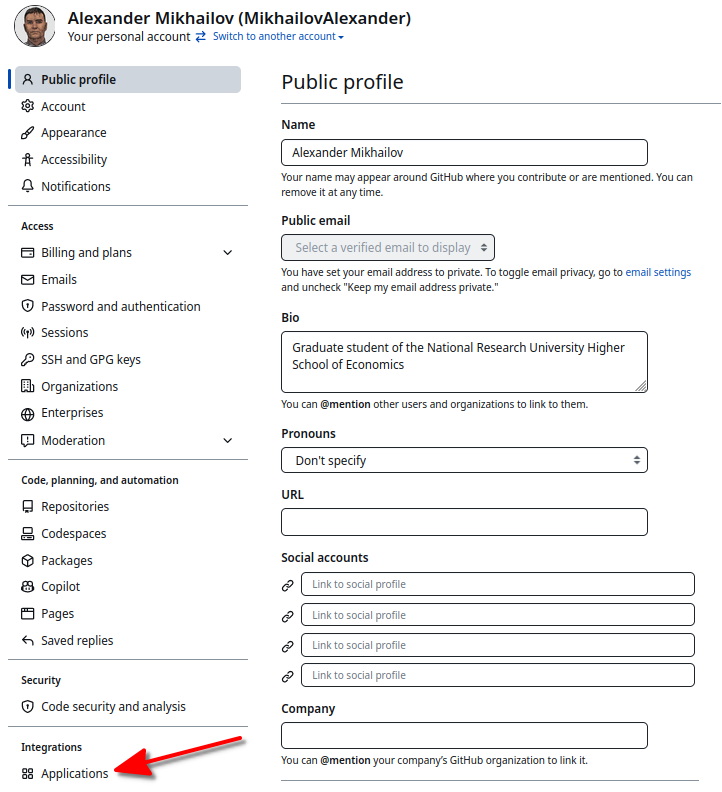 Alexander Mikhailov (MikhailovAlexander)
Your personal account Switch to another account
Public profile
Account
Appearance
Accessibility
Notifications
Access
Billing and plans
Emails
Password and authentication
Sessions
SSH and GPG keys
Organizations
Enterprises
Moderation
Code, planning, and automation
Repositories
Codespaces
Packages
Copilot
Pages
Saved replies
Security
Code security and analysis
Integrations
Applications
Public profile
Name
Alexander Mikhailov
Your name may appear around GitHub where you contribute or are mentioned. You can
remove it at any time.
Public email
Select a verified email to display
You have set your email address to private. To toggle email privacy, go to email settings
and uncheck "Keep my email address private."
Bio
Graduate student of the National Research University Higher
School of Economics
You can @mention other users and organizations to link to them.
Pronouns
Don't specify
URL
Social accounts
Link to social profile
Link to social profile
Link to social profile
Link to social profile
Company
You can @mention your company's GitHub organization to link it.